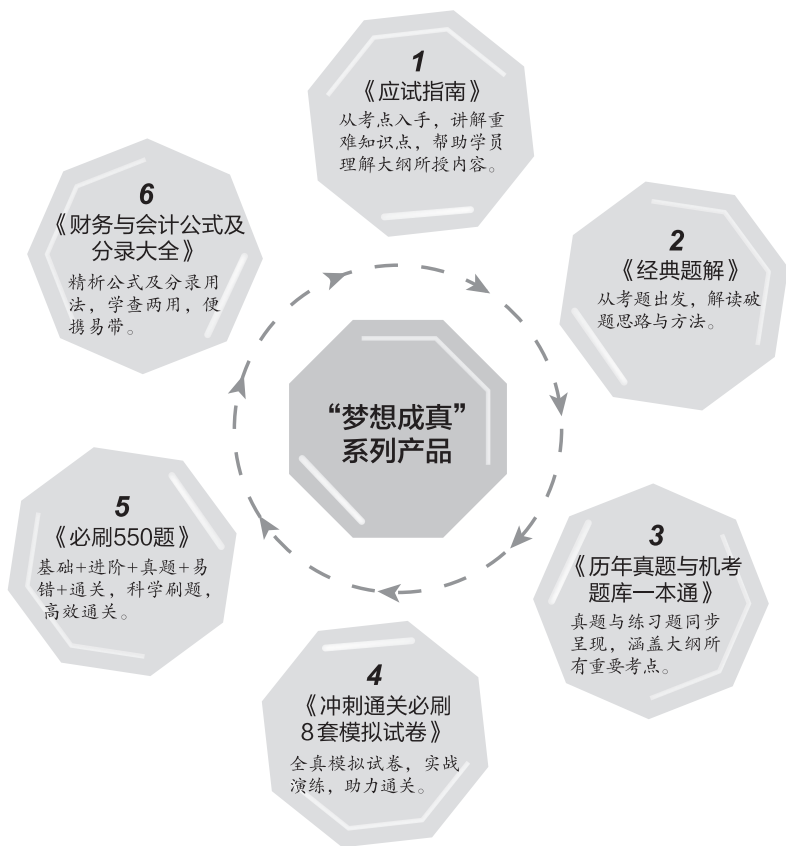 1
《应试指南》
从考点入手，讲解重
难知识点，帮助学员
理解大纲所授内容。
2
《经典题解》
从考题出发，解读破
题思路与方法。
3
《历年真题与机考
题库一本通》
真题与练习题同步
呈现，涵盖大纲所
有重要考点。
4
《冲刺通关必刷
8套模拟试卷》
全真模拟试卷，实战
演练，助力通关。
5
《必刷550题》
基础+进阶+真题+易
错+通关，科学刷题，
高效通关。
6
《财务与会计公式及
分录大全》
精析公式及分录用
法，学查两用，便
携易带。
“梦想成真”
系列产品